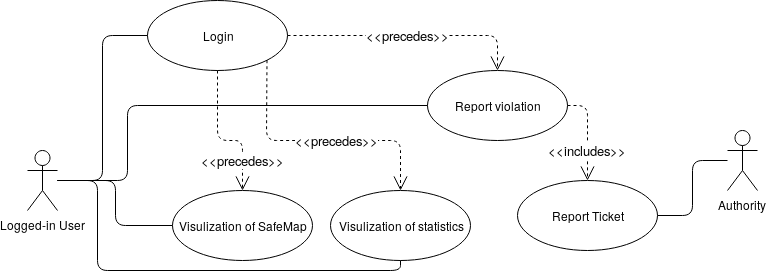 Login
<<precedes>>
Report violation
<<precedes>>
<<includes>>
<<precedes>>
Logged-in User
Visulization of SafeMap
Visulization of statistics
Report Ticket
Authority